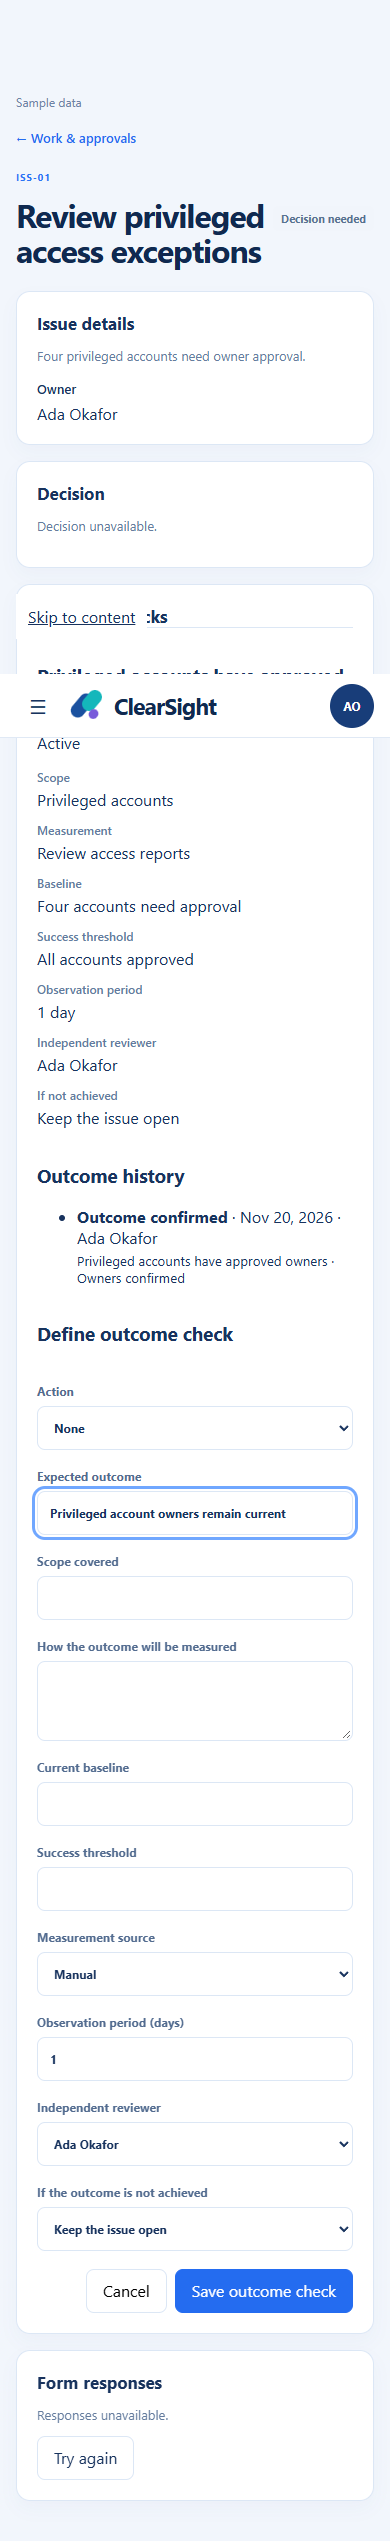 Sample data
← Work & approvals
ISS-01
Review privileged
access exceptions
Decision needed
Issue details
Four privileged accounts need owner approval.
Owner
Ada Okafor
Decision
Decision unavailable.
Skip to content
☰ ClearSight AO
Active
Scope
Privileged accounts
Measurement
Review access reports
Baseline
Four accounts need approval
Success threshold
All accounts approved
Observation period
1 day
Independent reviewer
Ada Okafor
If not achieved
Keep the issue open
Outcome history
• Outcome confirmed · Nov 20, 2026 ·
Ada Okafor
Privileged accounts have approved owners ·
Owners confirmed
Define outcome check
Action
None
Expected outcome
Privileged account owners remain current
Scope covered
How the outcome will be measured
Current baseline
Success threshold
Measurement source
Manual
Observation period (days)
1
Independent reviewer
Ada Okafor
If the outcome is not achieved
Keep the issue open
Cancel
Save outcome check
Form responses
Responses unavailable.
Try again